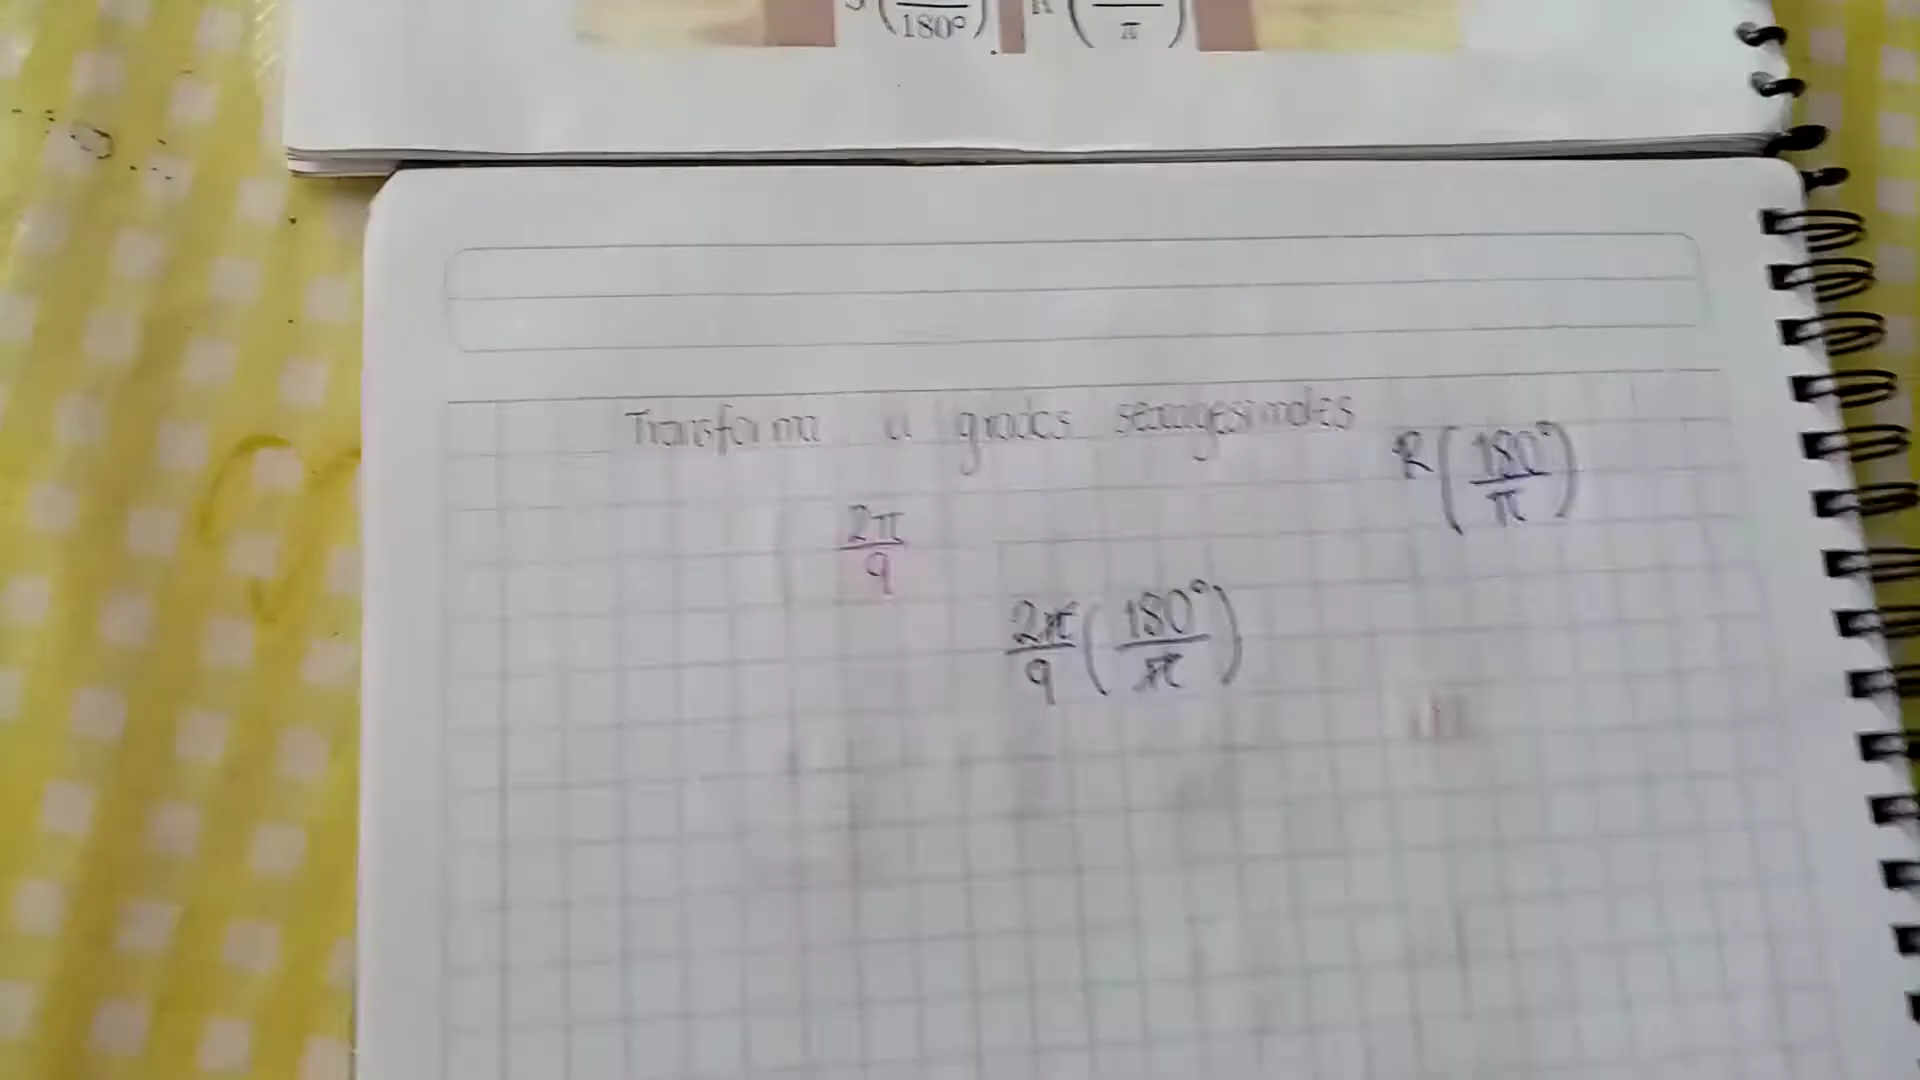 180° π
Transforma a grados sexagesimales
R(180°/π)
2π/9
2π/9(180°/π)